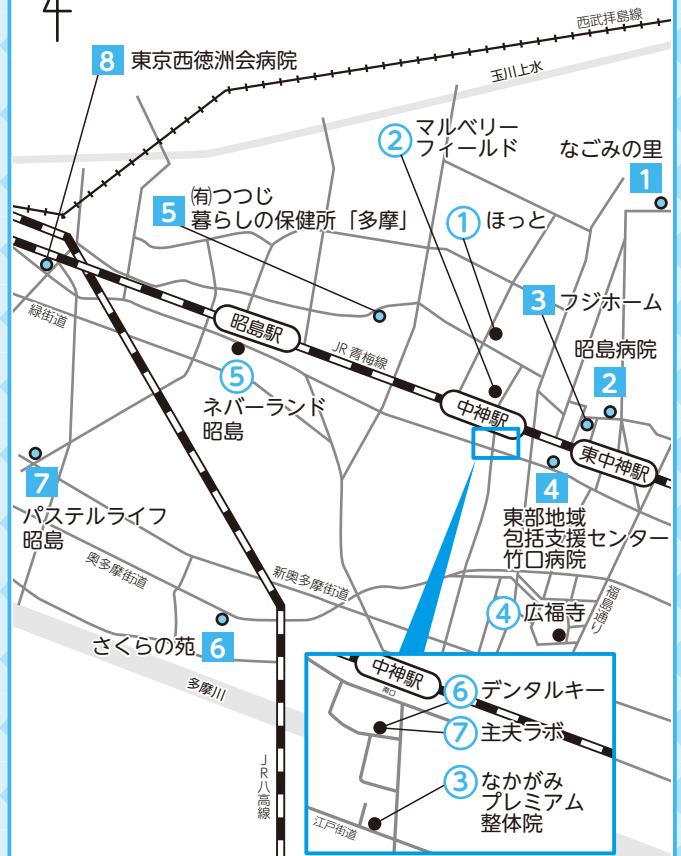 西武拝島線
8 東京西徳洲会病院
玉川上水
② マルベリー
フィールド
なごみの里
1
5 ㈲つつじ
暮らしの保健所「多摩」
① ほっと
3 フジホーム
緑街道
昭島駅
JR青梅線
昭島病院
2
⑤
ネバーランド
昭島
中神駅
東中神駅
7
パステルライフ
昭島
4
東部地域
包括支援センター
竹口病院
奥多摩街道
新奥多摩街道
福島通り
④ 広福寺
さくらの苑 6
多摩川
JR八高線
中神駅
南口
⑥ デンタルキー
⑦ 主夫ラボ
③ なかがみ
プレミアム
整体院
江戸街道